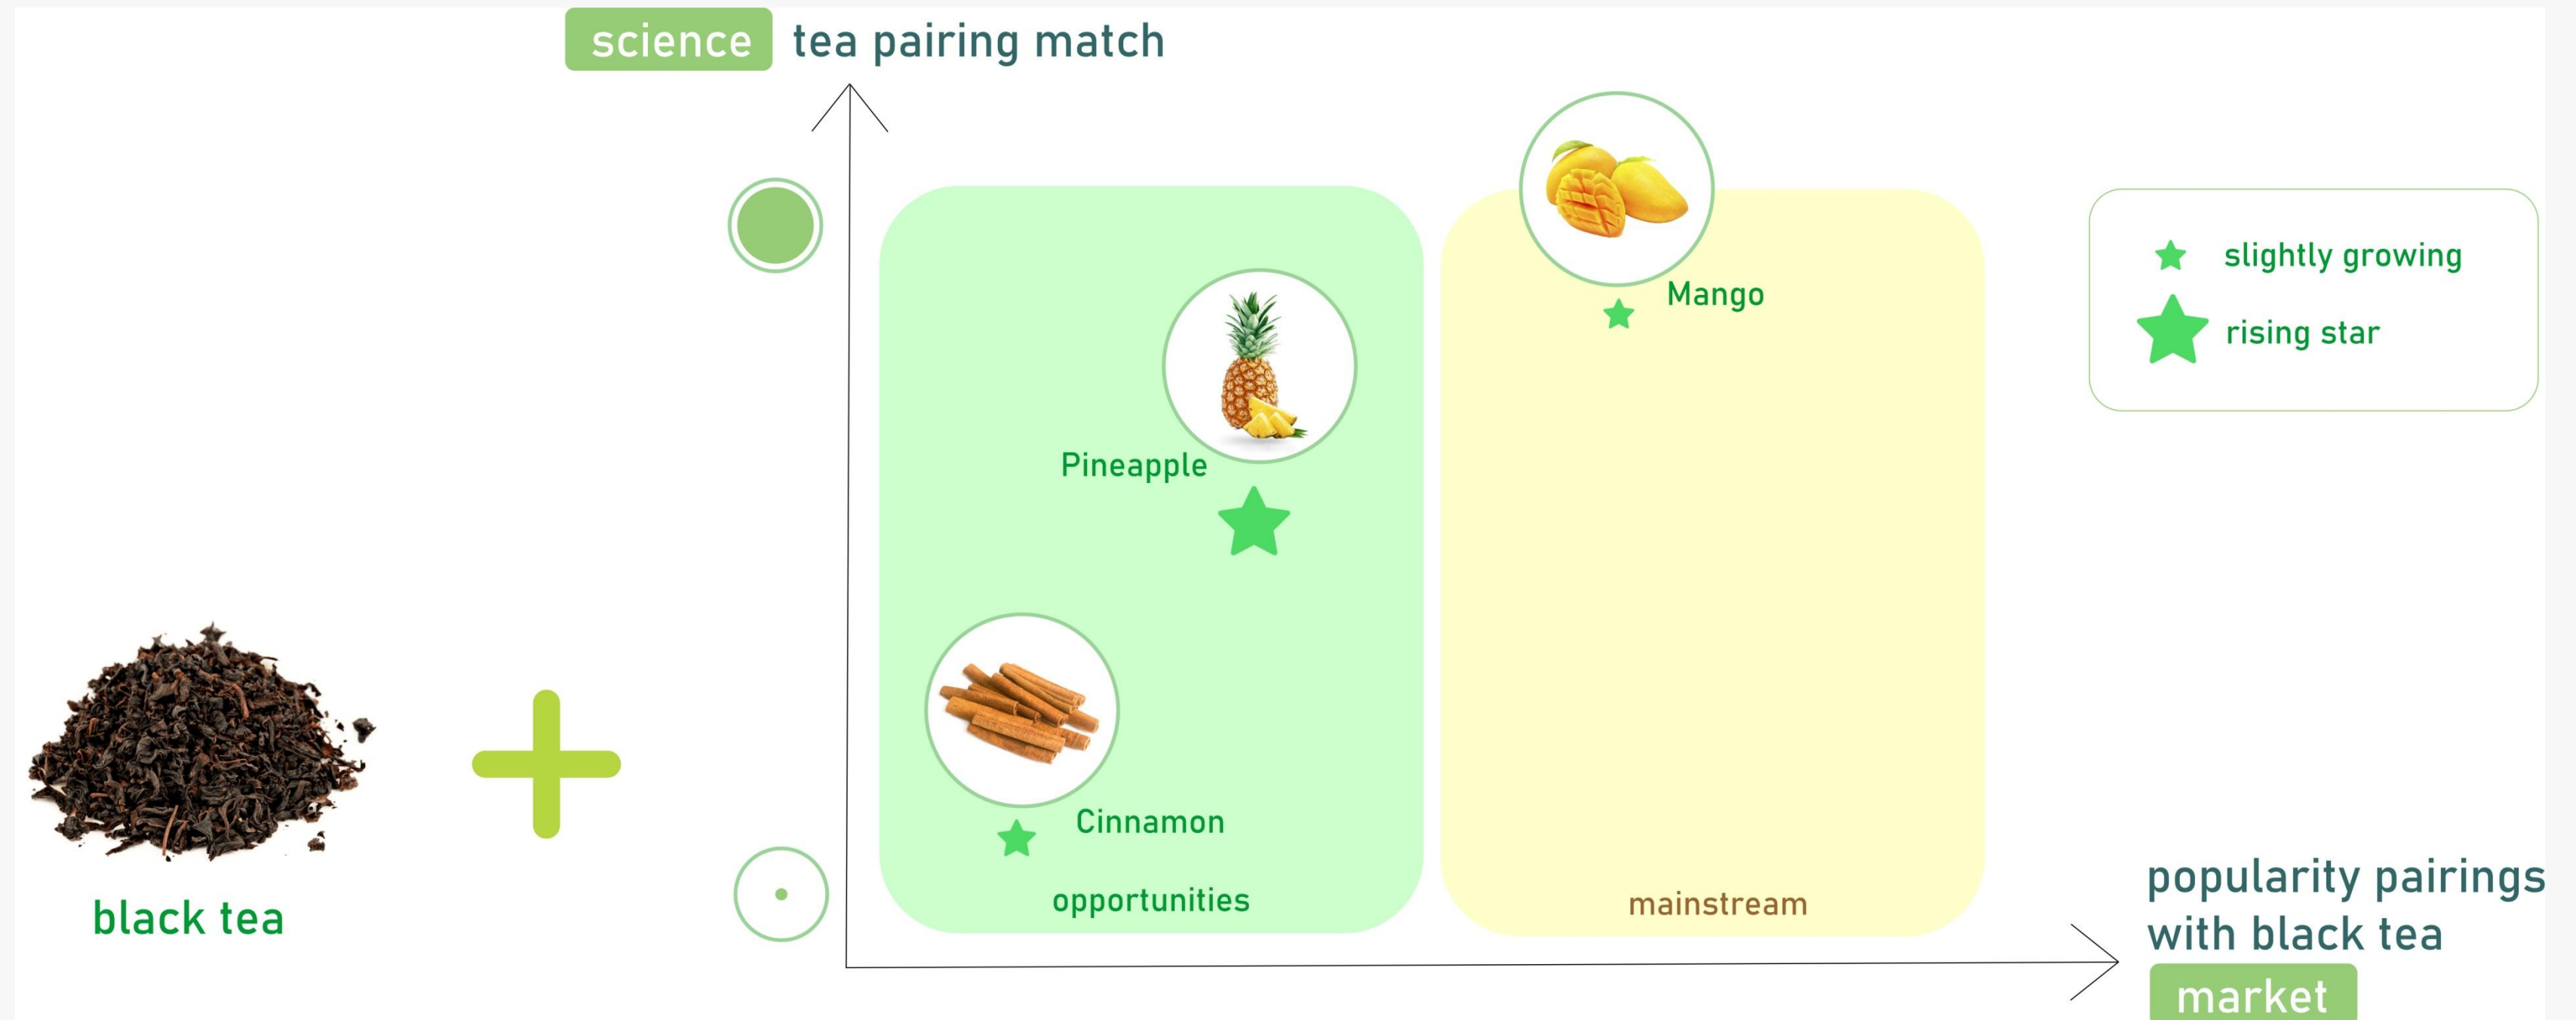 science tea pairing match
slightly growing
Mango
rising star
Pineapple
Cinnamon
opportunities
mainstream
black tea
popularity pairings
with black tea
market